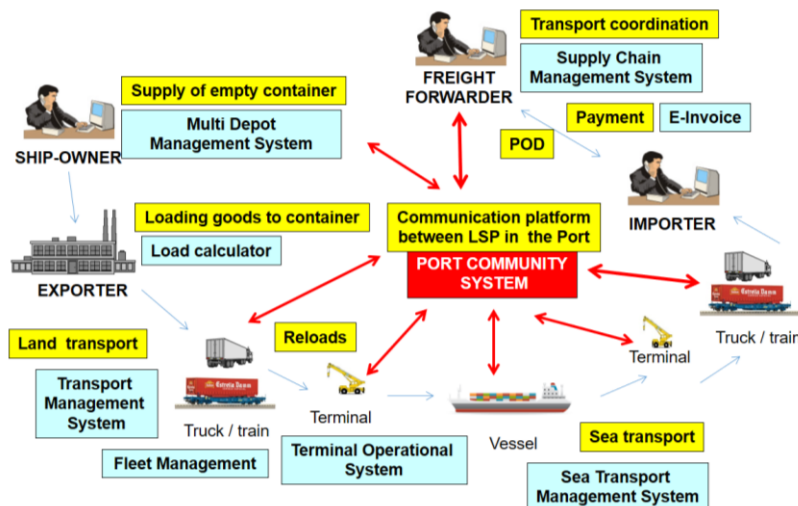 Transport coordination
Supply Chain
Management System
FREIGHT
FORWARDER
Supply of empty container
Multi Depot
Management System
SHIP-OWNER
Payment
E-Invoice
POD
IMPORTER
Loading goods to container
Load calculator
EXPORTER
Communication platform
between LSP in the Port
PORT COMMUNITY
SYSTEM
Land transport
Transport
Management
System
Truck / train
Fleet Management
Reloads
Terminal
Terminal Operational
System
Vessel
Sea transport
Sea Transport
Management System
Terminal
Truck / train